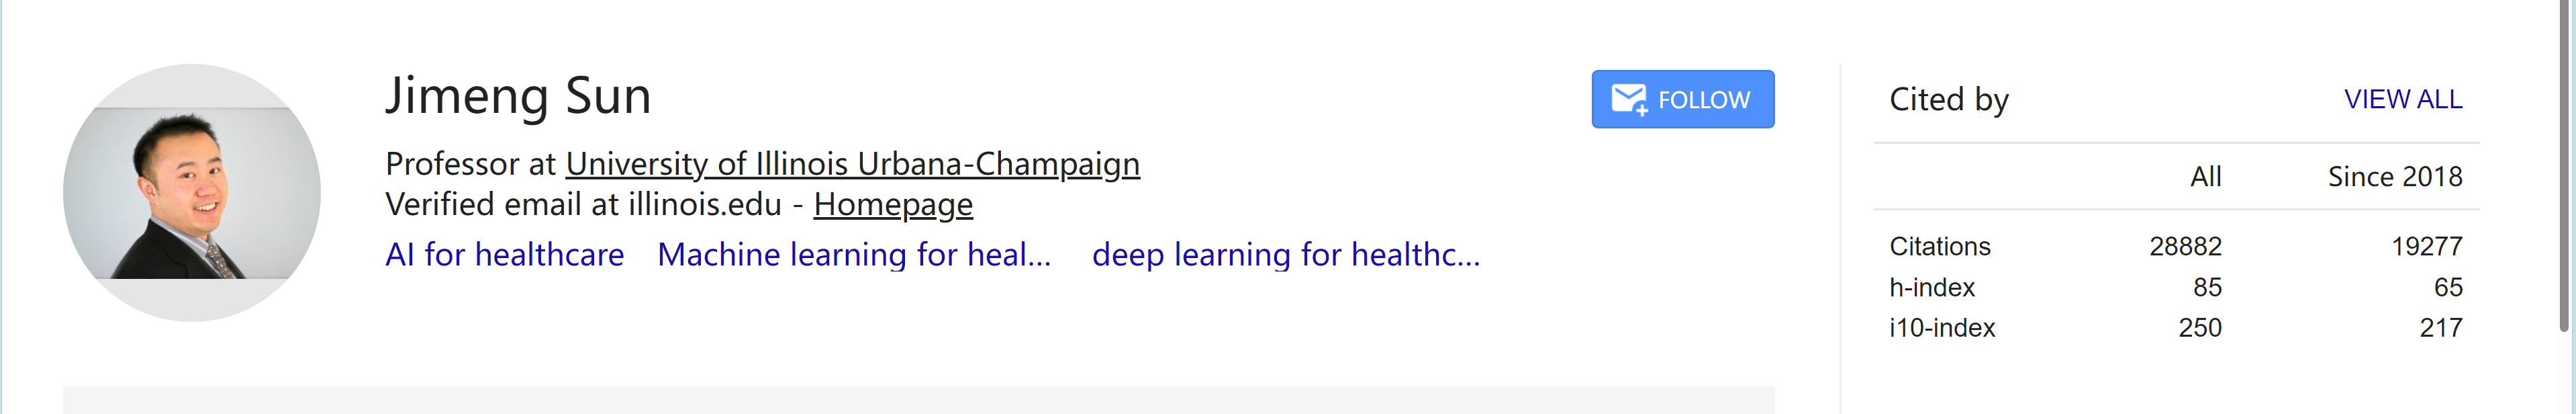 Jimeng Sun
FOLLOW
Professor at University of Illinois Urbana-Champaign
Verified email at illinois.edu - Homepage
AI for healthcare Machine learning for heal... deep learning for healthc...
Cited by VIEW ALL
All Since 2018
Citations 28882 19277
h-index 85 65
i10-index 250 217